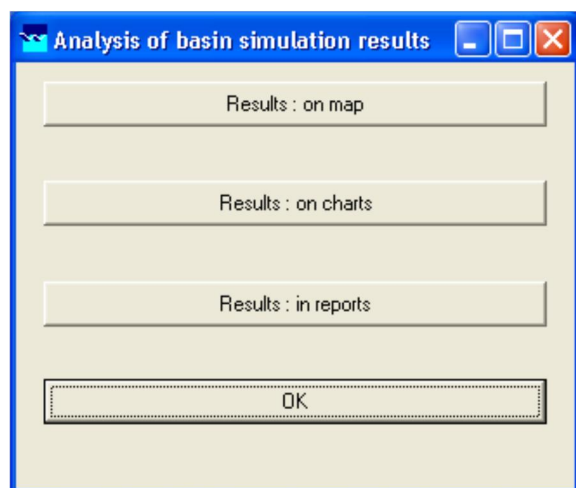 Analysis of basin simulation results
Results : on map
Results : on charts
Results : in reports
OK